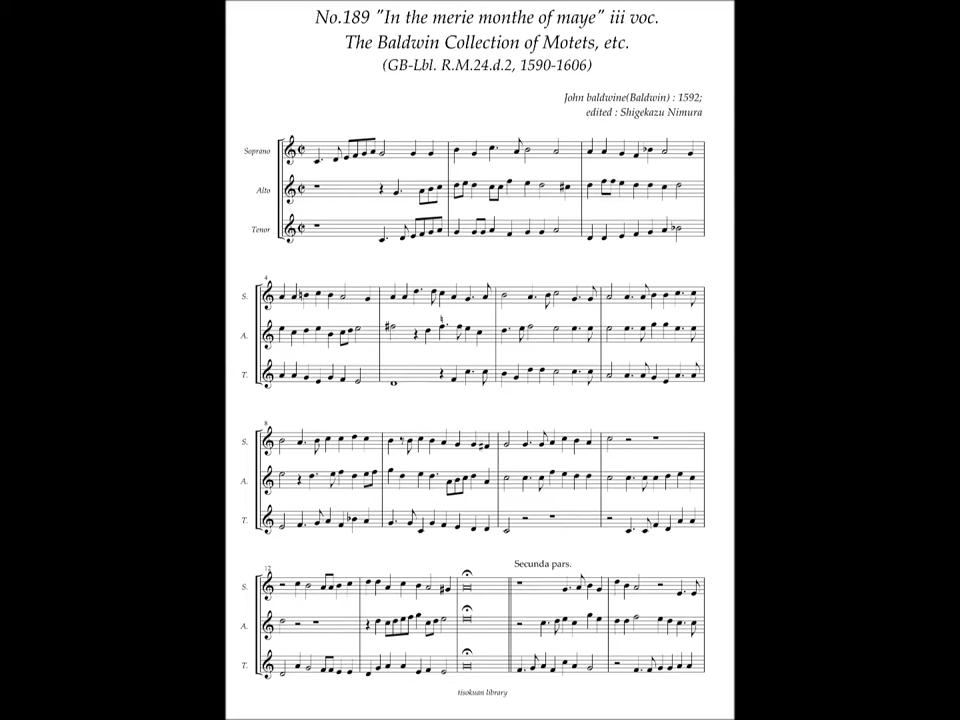 No.189 "In the merie monthe of maye" iii voc.
The Baldwin Collection of Motets, etc.
(GB-Lbl. R.M.24.d.2, 1590-1606)
John baldwine(Baldwin) : 1592;
edited : Shigekazu Nimura
Soprano
Alto
Tenor
4
S.
A.
T.
8
S.
A.
T.
Secunda pars.
12
S.
A.
T.
tisokuan library